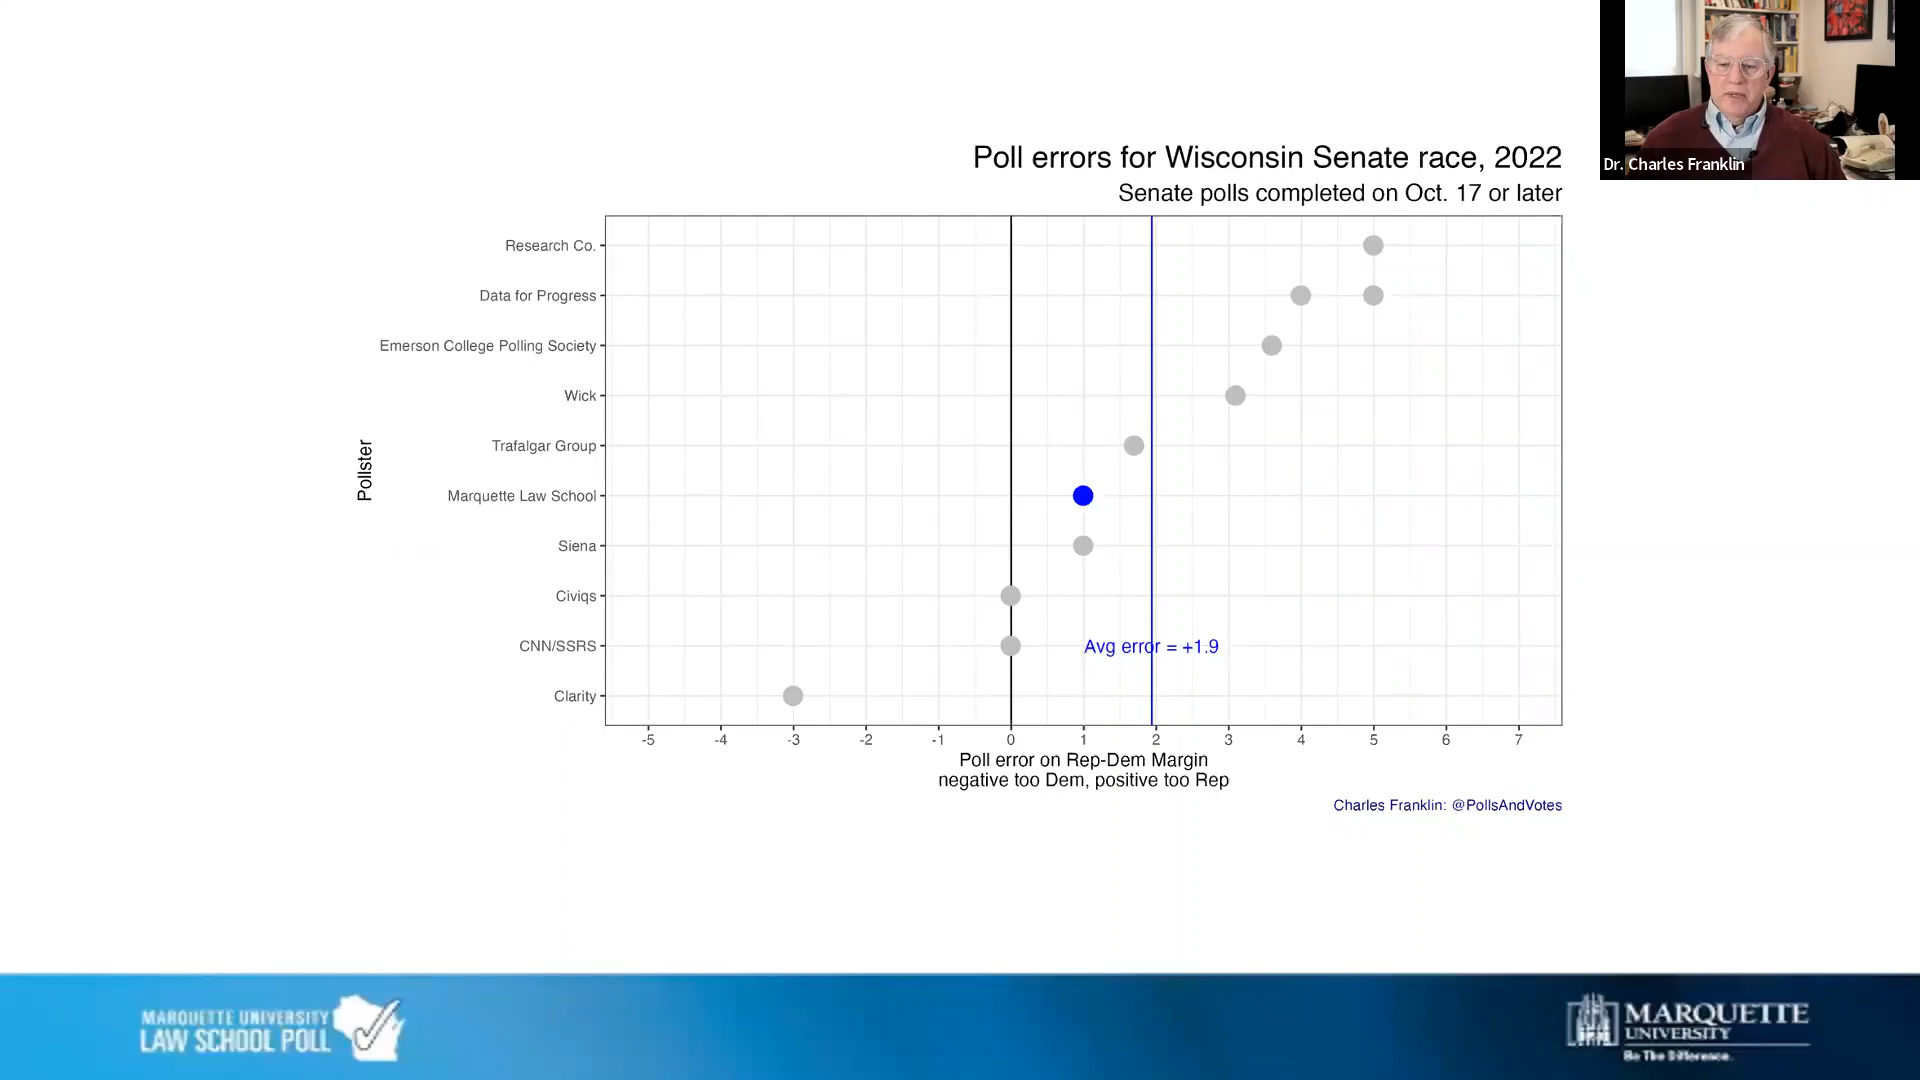 Dr. Charles Franklin
Poll errors for Wisconsin Senate race, 2022
Senate polls completed on Oct. 17 or later
Pollster
Research Co.
Data for Progress
Emerson College Polling Society
Wick
Trafalgar Group
Marquette Law School
Siena
Civiqs
CNN/SSRS
Avg error = +1.9
Clarity
-5 -4 -3 -2 -1 0 1 2 3 4 5 6 7
Poll error on Rep-Dem Margin
negative too Dem, positive too Rep
Charles Franklin: @PollsAndVotes
MARQUETTE UNIVERSITY
LAW SCHOOL POLL
MARQUETTE
UNIVERSITY
Be The Difference.